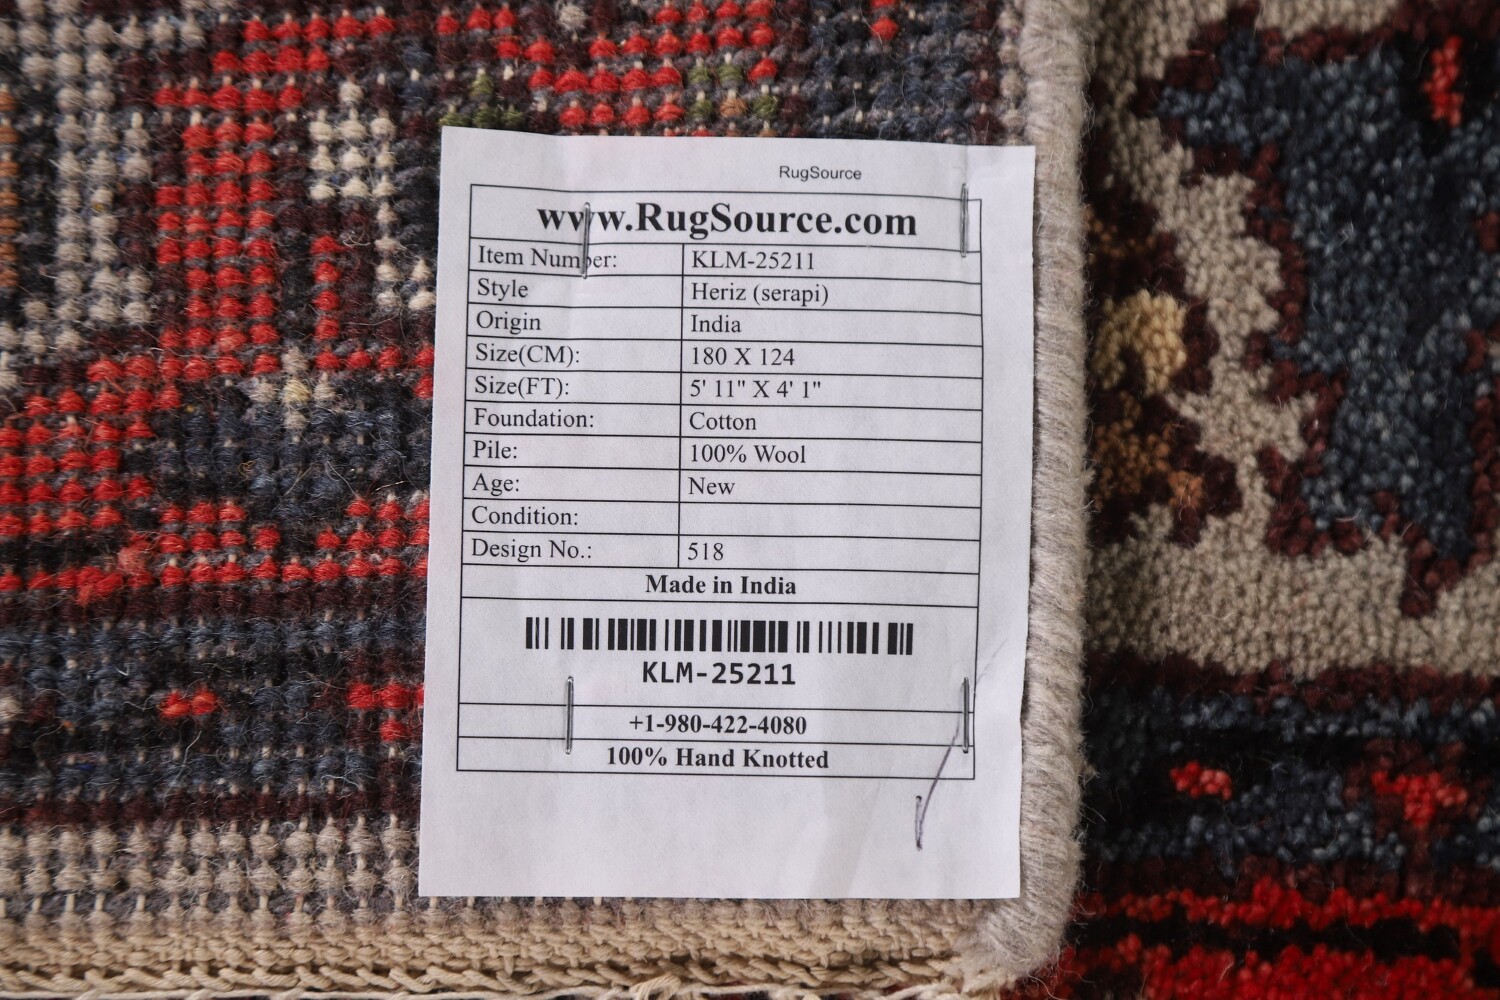 RugSource
www.RugSource.com
Item Number: KLM-25211
Style Heriz (serapi)
Origin India
Size(CM): 180 X 124
Size(FT): 5' 11" X 4' 1"
Foundation: Cotton
Pile: 100% Wool
Age: New
Condition:
Design No.: 518
Made in India
KLM-25211
+1-980-422-4080
100% Hand Knotted